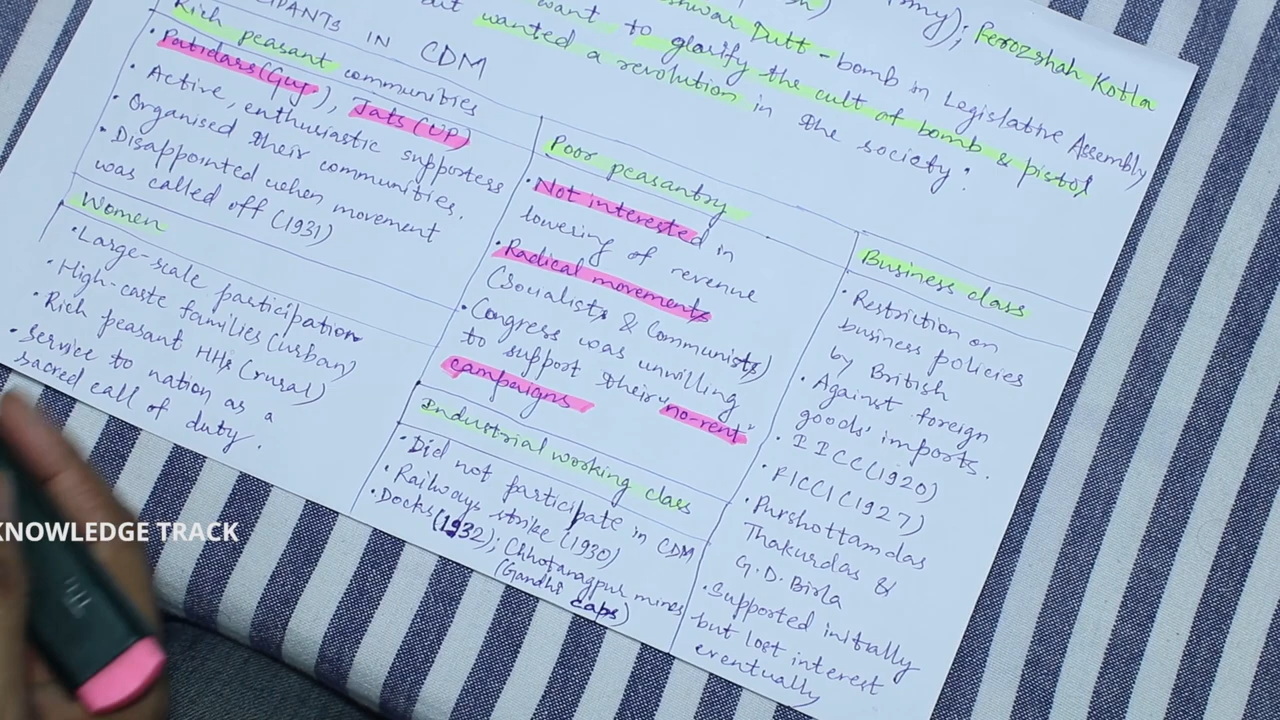 my); Ferozshah Kotla
shwar Dutt - bomb in Legislative Assembly
want to glorify the cult of bomb & pistol
but wanted a revolution in the society.
CIPANTS IN CDM
Rich peasant communities
• Patidars (Guj), Jats (UP)
• Active, enthusiastic supporters
• Organised their communities.
• Disappointed when movement
was called off (1931)
Women
• Large-scale participation
• High-caste families (urban)
• Rich peasant HHs (rural)
• Service to nation as a
sacred call of duty.
Poor peasantry
• Not interested in
lowering of revenue
• Radical movements
(Socialists & Communists)
• Congress was unwilling
to support their "no-rent"
campaigns
Industrial working class
• Did not participate in CDM
• Railways strike (1930)
• Docks (1932); Chhotanagpur mines
(Gandhi caps)
Business class
• Restriction on
business policies
by British
• Against foreign
goods' imports.
• IICC (1920)
• FICCI (1927)
• Purshottamdas
Thakurdas &
G.D. Birla
• Supported initially
but lost interest
eventually
KNOWLEDGE TRACK